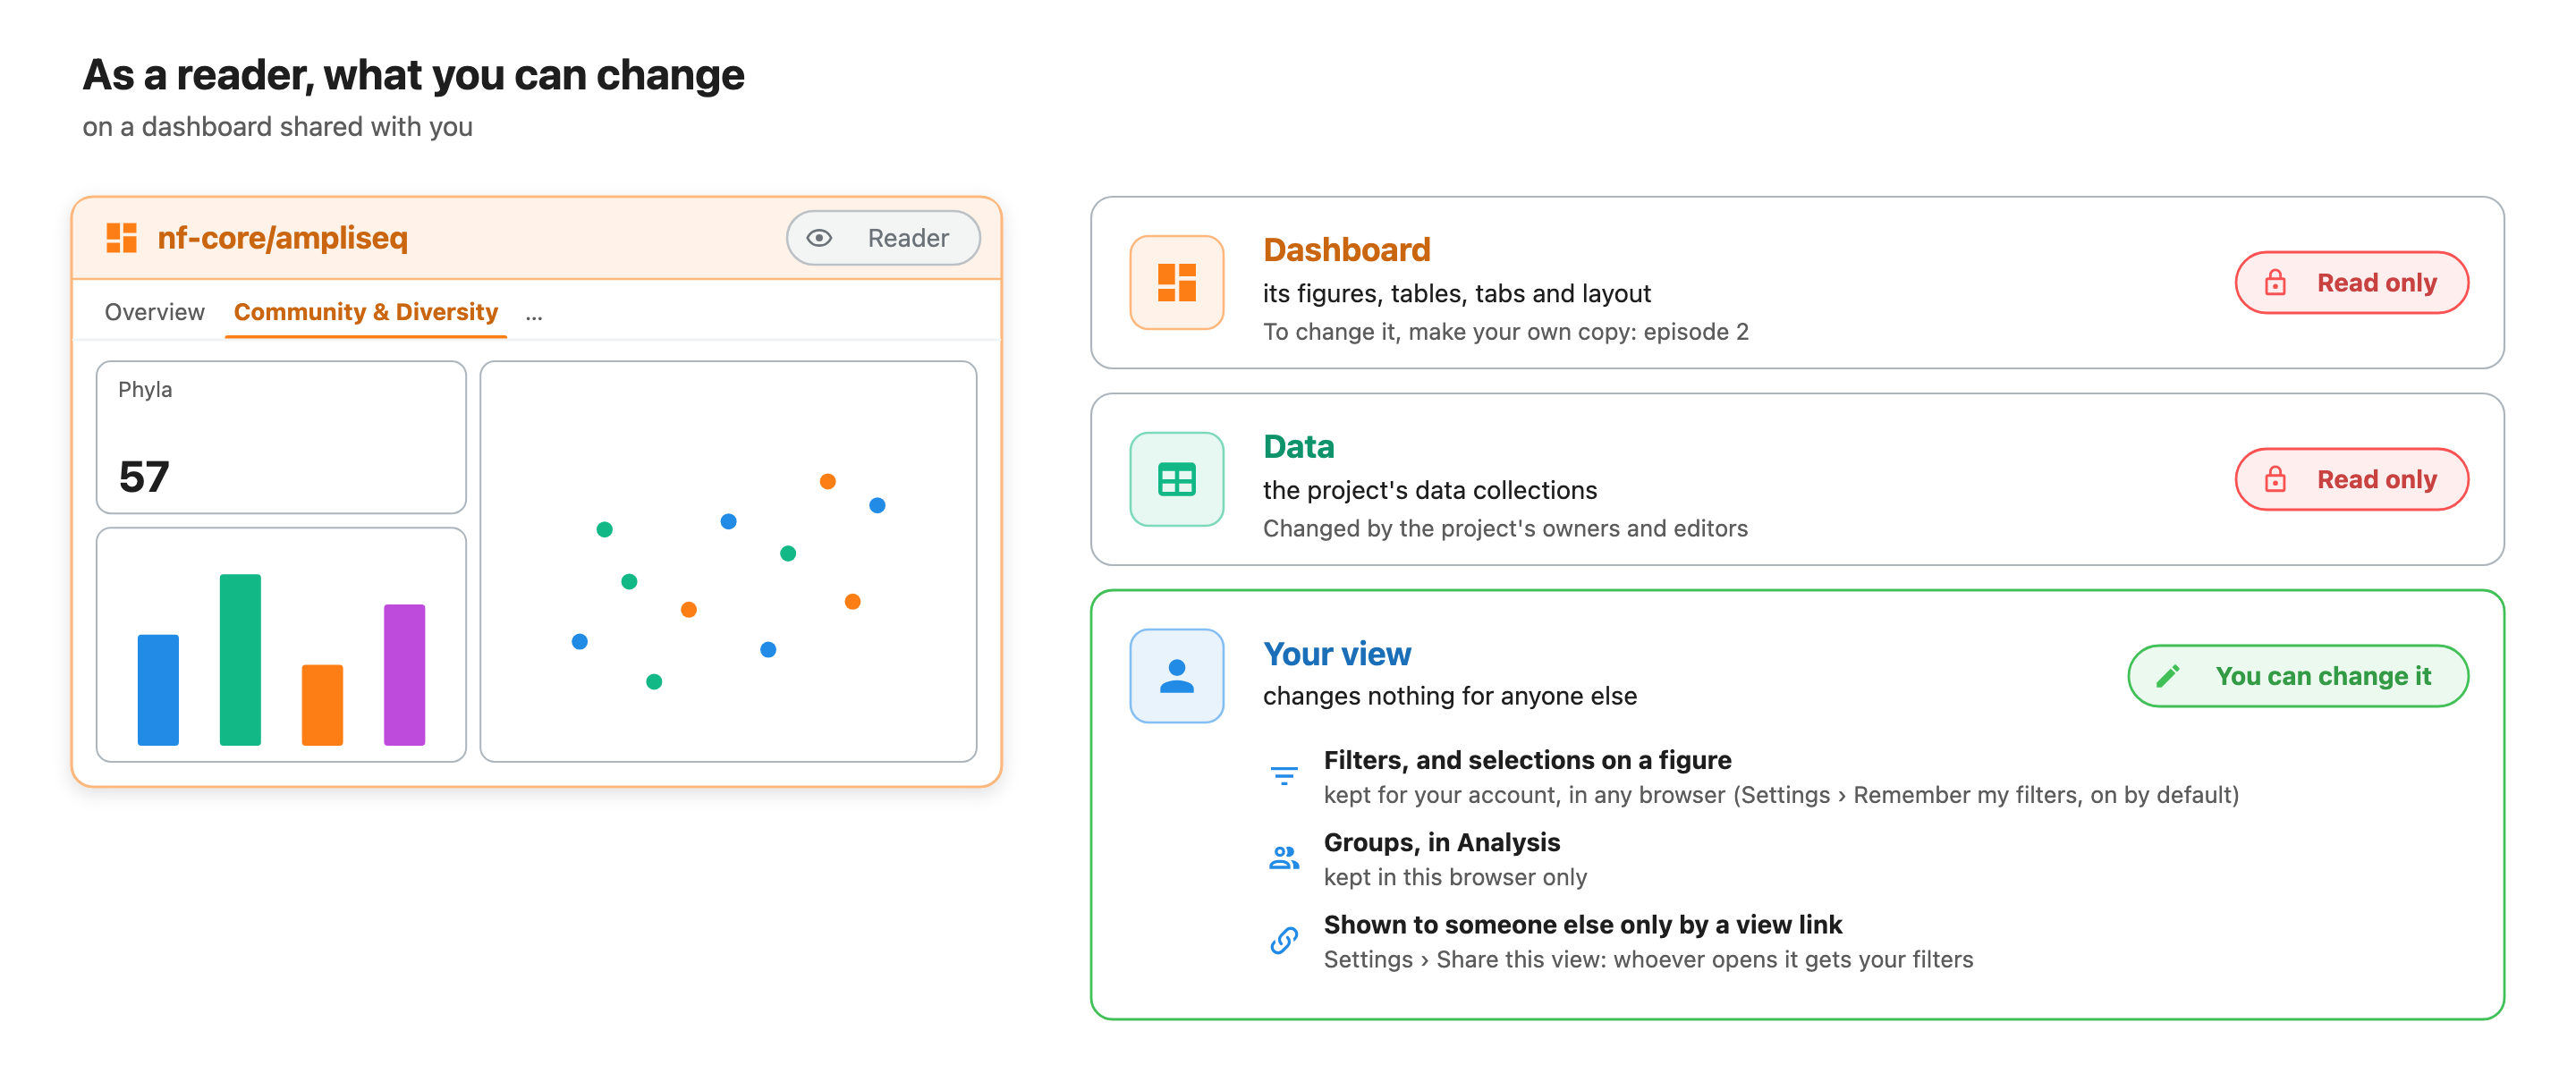 As a reader, what you can change
on a dashboard shared with you
nf-core/ampliseq
Reader
Overview
Community & Diversity
...
Phyla
57
Dashboard
its figures, tables, tabs and layout
To change it, make your own copy: episode 2
Read only
Data
the project's data collections
Changed by the project's owners and editors
Read only
Your view
changes nothing for anyone else
You can change it
Filters, and selections on a figure
kept for your account, in any browser (Settings › Remember my filters, on by default)
Groups, in Analysis
kept in this browser only
Shown to someone else only by a view link
Settings › Share this view: whoever opens it gets your filters